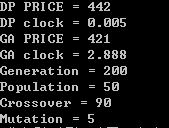 DP PRICE = 442
DP clock = 0.005
GA PRICE = 421
GA clock = 2.888
Generation = 200
Population = 50
Crossover = 90
Mutation = 5